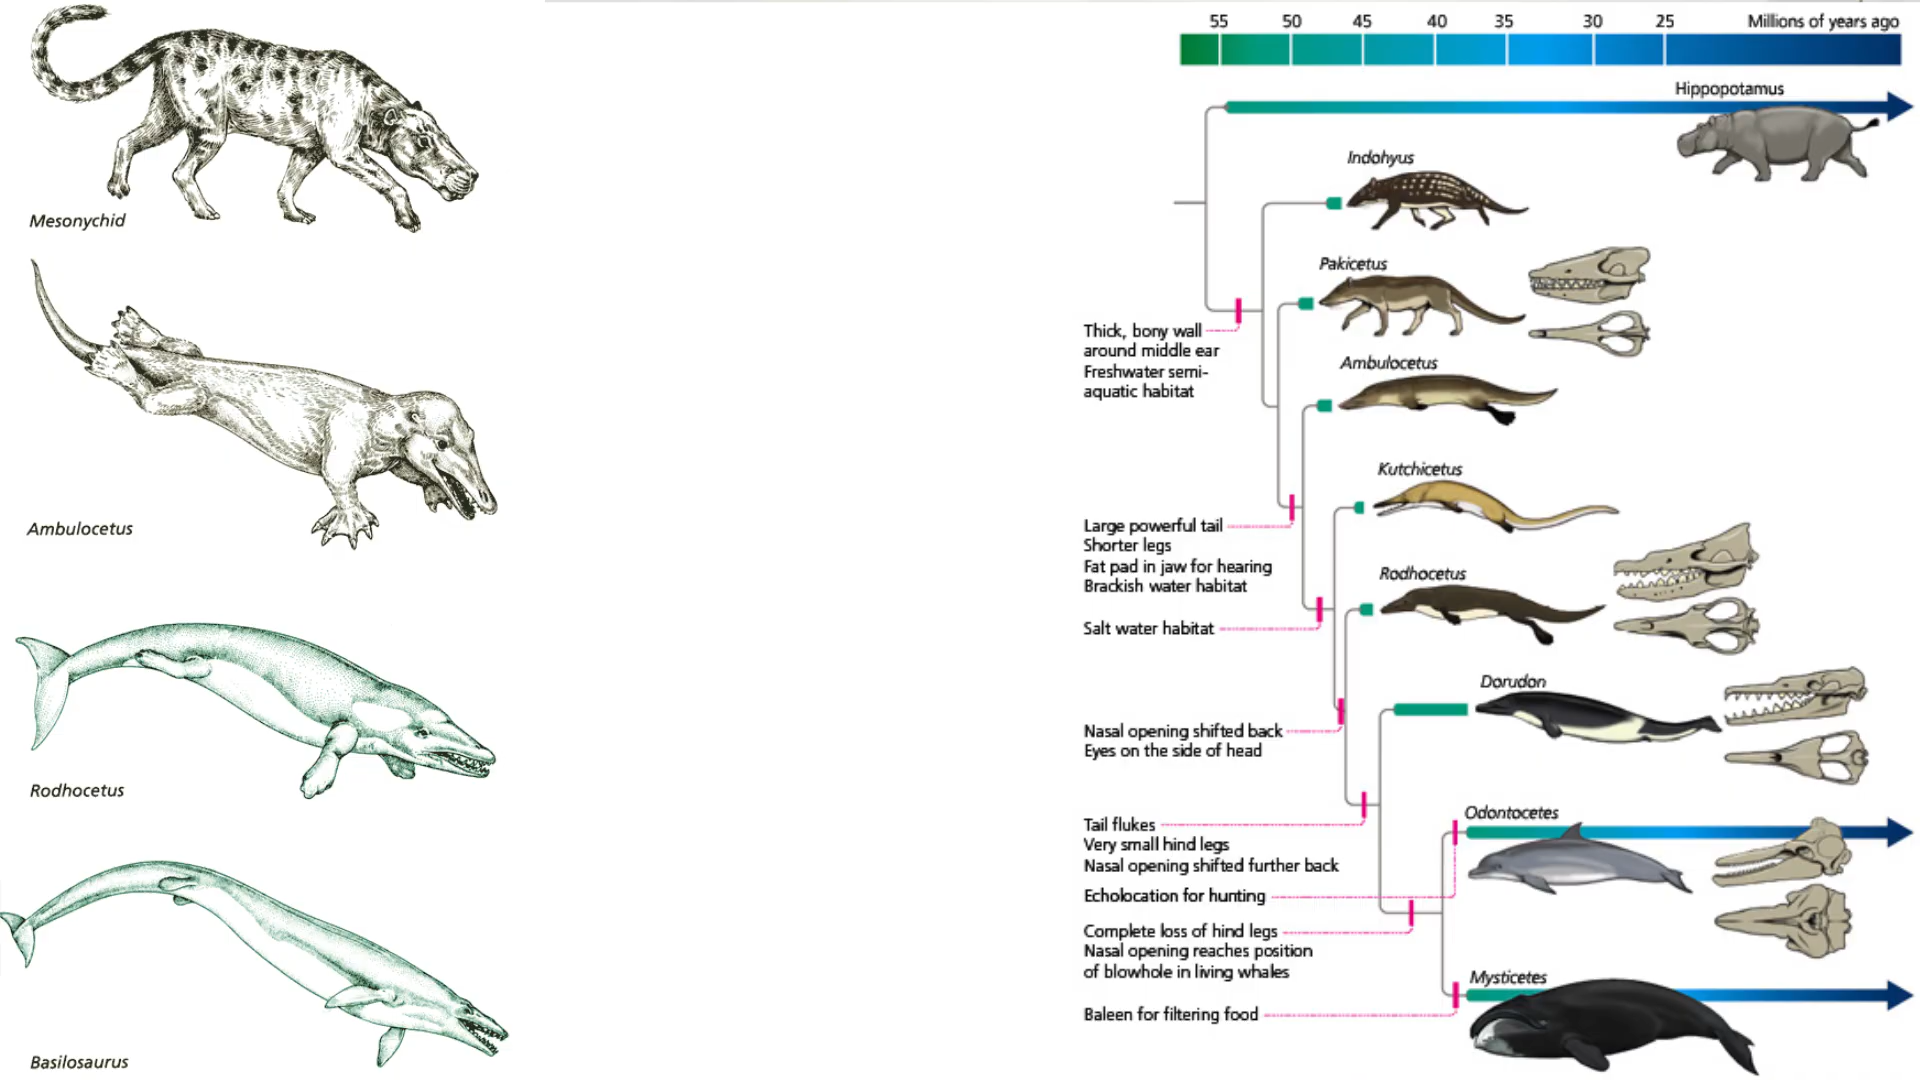 Mesonychid
Ambulocetus
Rodhocetus
Basilosaurus
55 50 45 40 35 30 25 Millions of years ago
Hippopotamus
Indohyus
Pakicetus
Thick, bony wall
around middle ear
Freshwater semi-
aquatic habitat
Ambulocetus
Kutchicetus
Large powerful tail
Shorter legs
Fat pad in jaw for hearing
Brackish water habitat
Rodhocetus
Salt water habitat
Dorudon
Nasal opening shifted back
Eyes on the side of head
Odontocetes
Tail flukes
Very small hind legs
Nasal opening shifted further back
Echolocation for hunting
Complete loss of hind legs
Nasal opening reaches position
of blowhole in living whales
Mysticetes
Baleen for filtering food